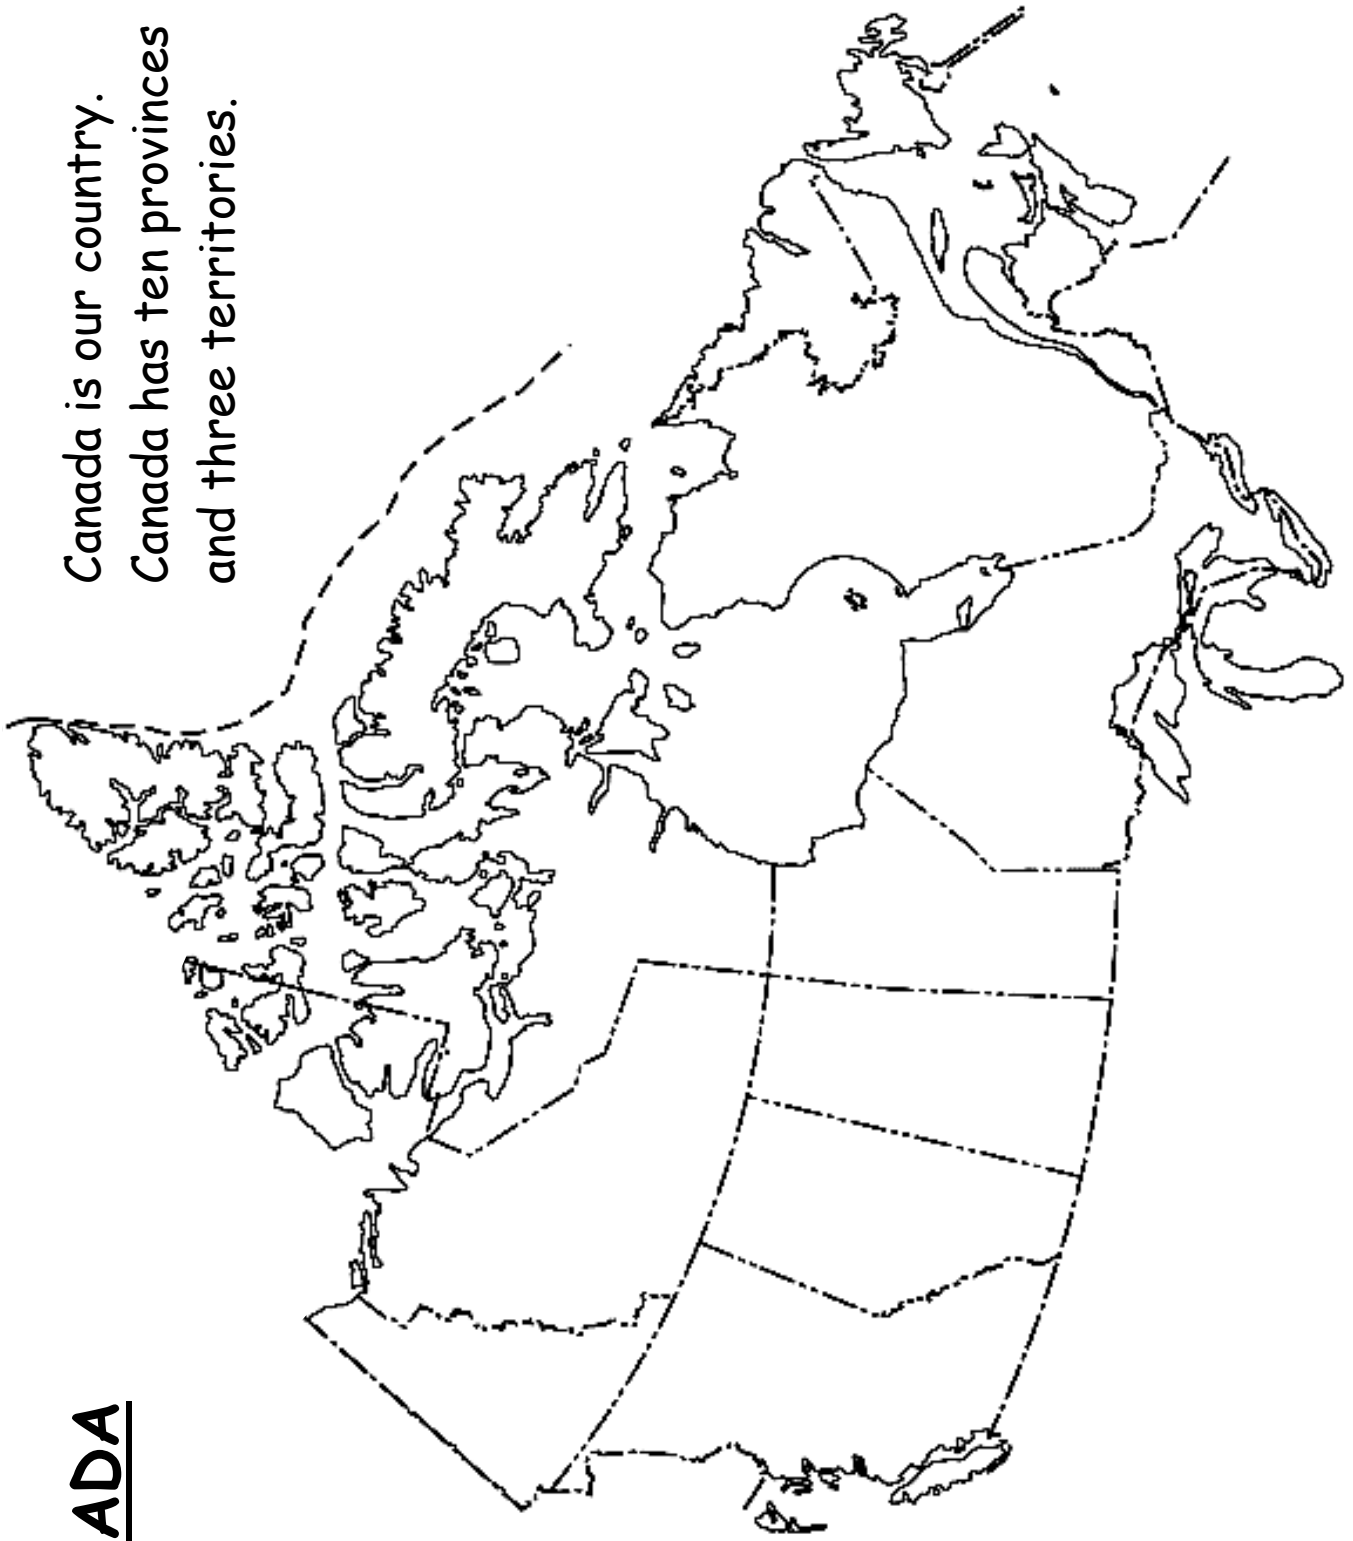 ADA
Canada is our country.
Canada has ten provinces
and three territories.